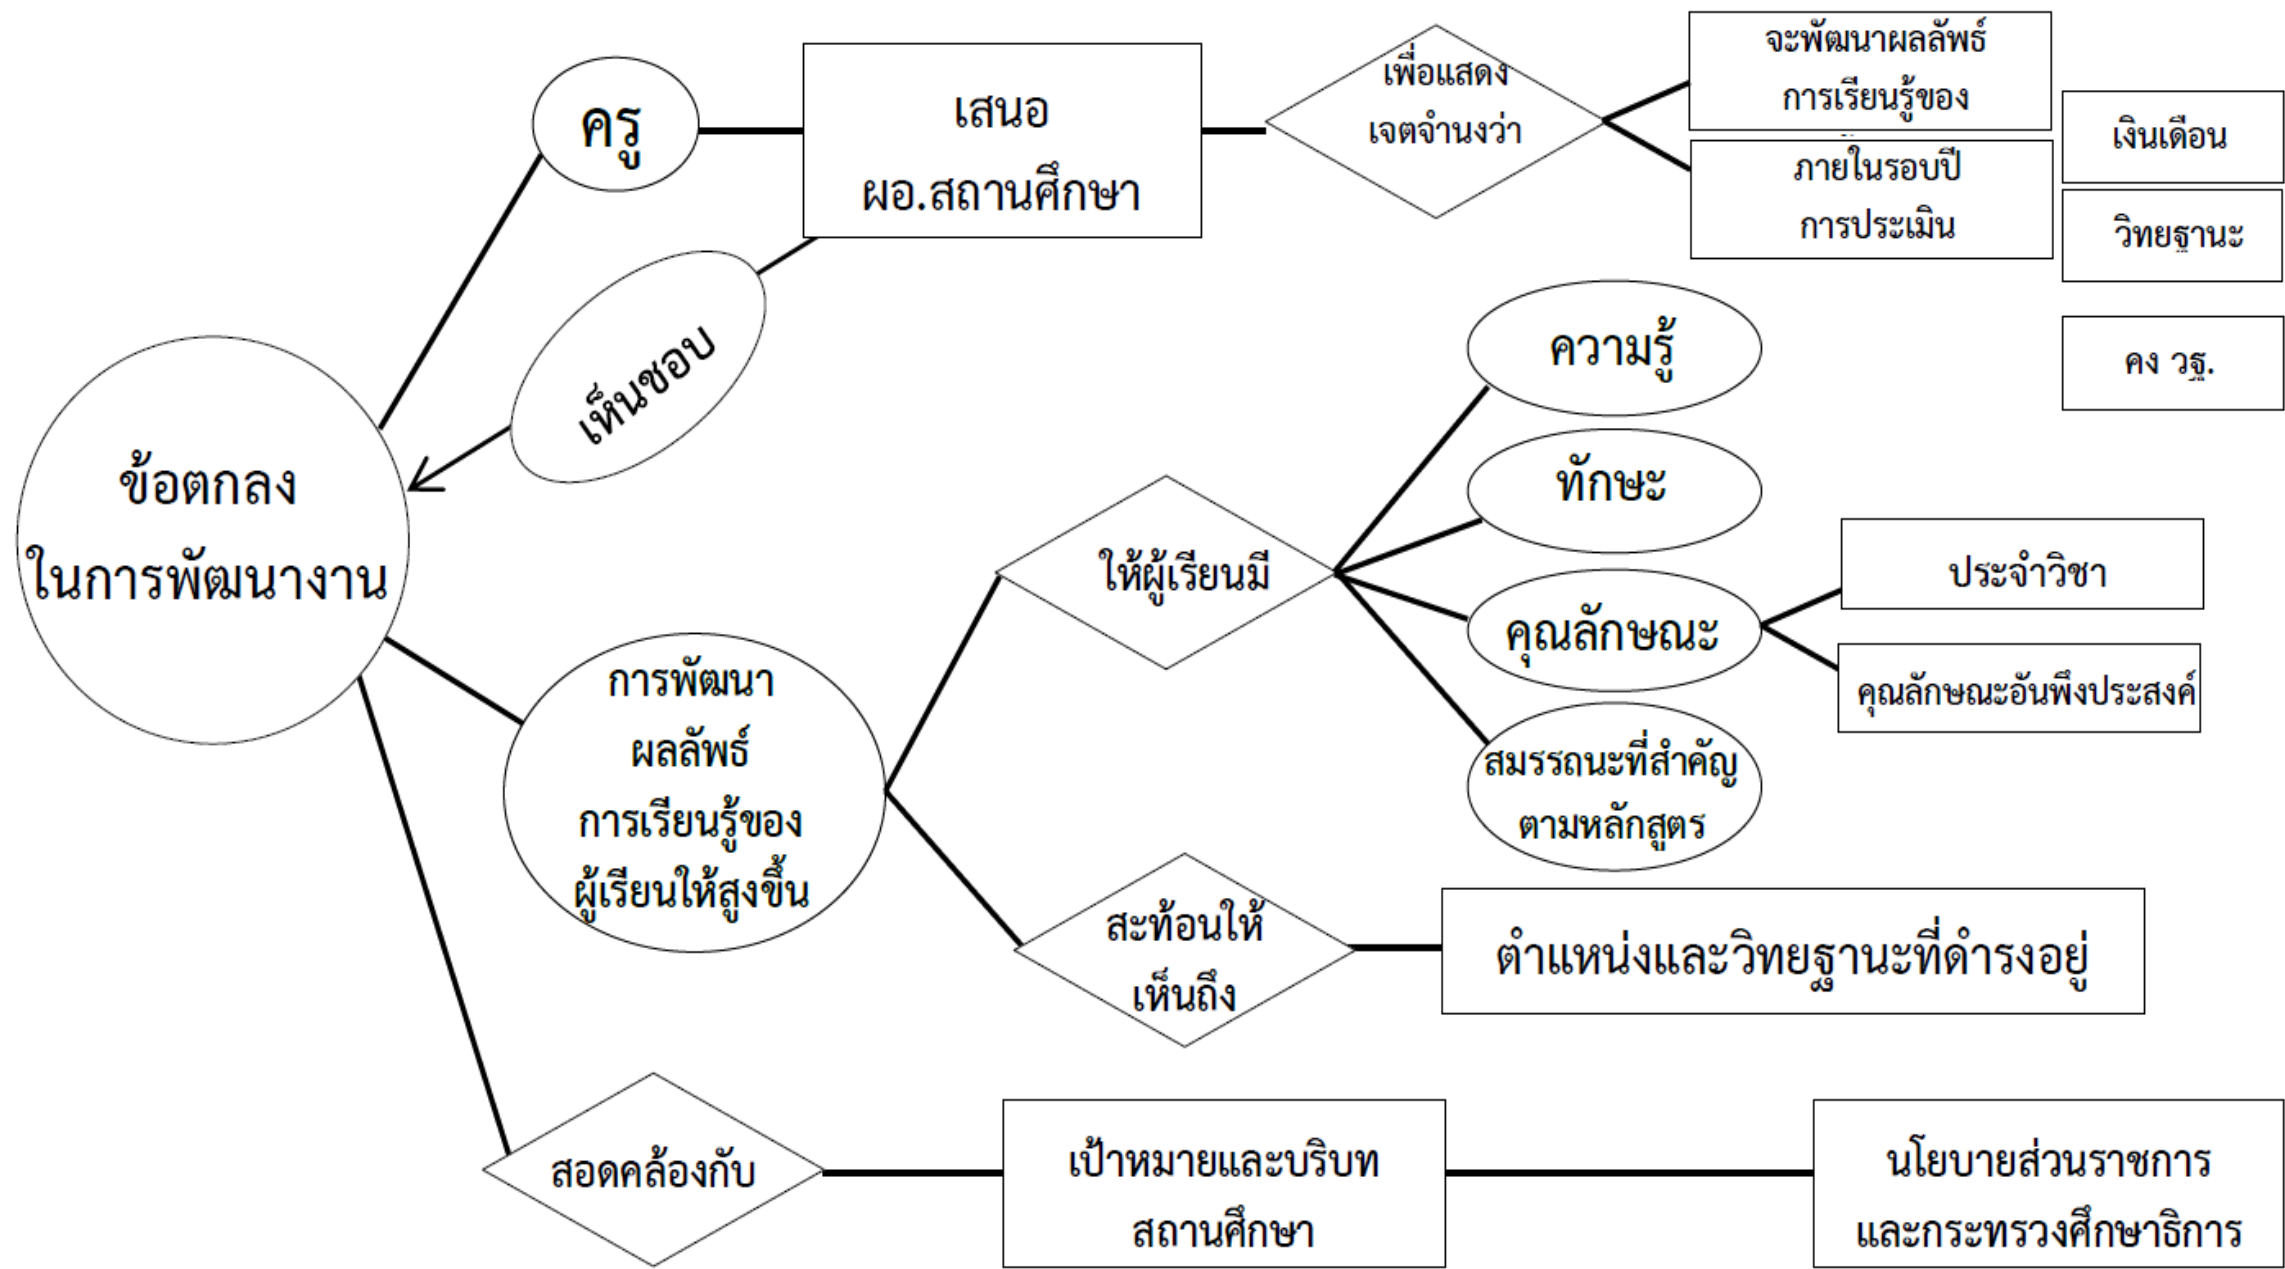 ครู
เสนอ
ผอ.สถานศึกษา
เพื่อแสดง
เจตจำนงว่า
จะพัฒนาผลลัพธ์
การเรียนรู้ของ
ภายในรอบปี
การประเมิน
เงินเดือน
วิทยฐานะ
คง วฐ.
เห็นชอบ
ข้อตกลง
ในการพัฒนางาน
การพัฒนา
ผลลัพธ์
การเรียนรู้ของ
ผู้เรียนให้สูงขึ้น
ให้ผู้เรียนมี
ความรู้
ทักษะ
คุณลักษณะ
ประจำวิชา
คุณลักษณะอันพึงประสงค์
สมรรถนะที่สำคัญ
ตามหลักสูตร
สะท้อนให้
เห็นถึง
ตำแหน่งและวิทยฐานะที่ดำรงอยู่
สอดคล้องกับ
เป้าหมายและบริบท
สถานศึกษา
นโยบายส่วนราชการ
และกระทรวงศึกษาธิการ